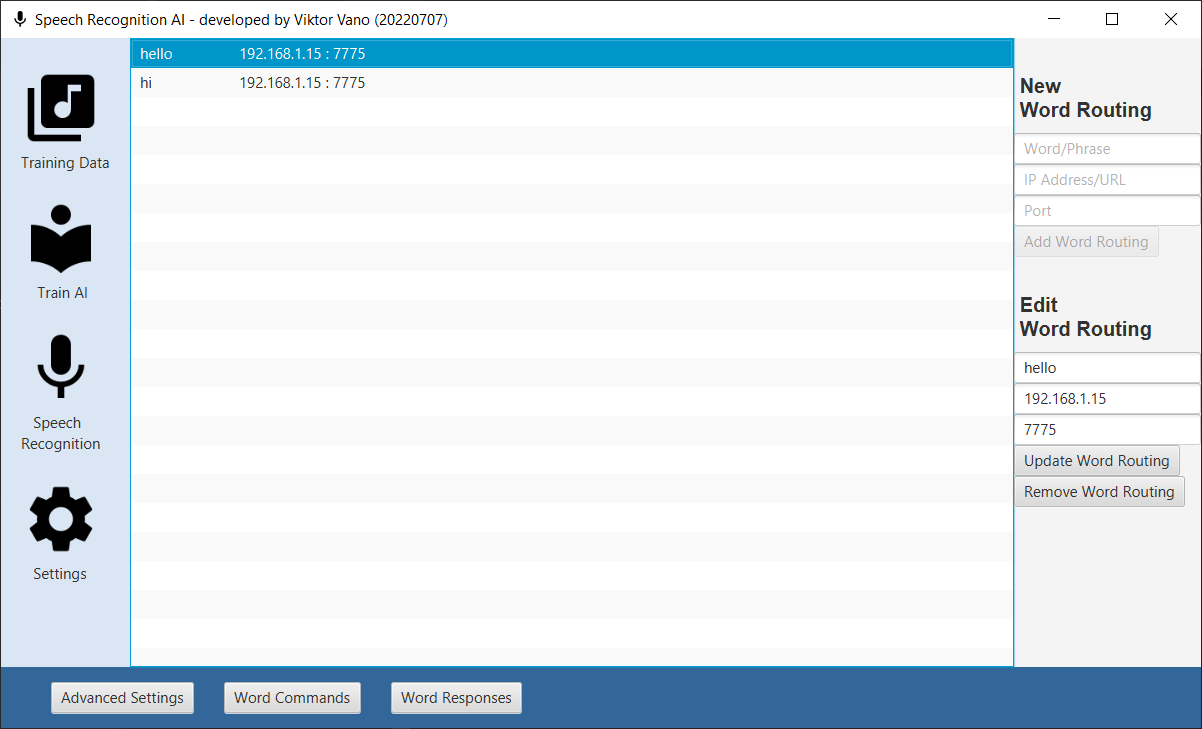 Speech Recognition AI - developed by Viktor Vano (20220707)
Training Data
Train AI
Speech
Recognition
Settings
hello 192.168.1.15 : 7775
hi 192.168.1.15 : 7775
New
Word Routing
Word/Phrase
IP Address/URL
Port
Add Word Routing
Edit
Word Routing
hello
192.168.1.15
7775
Update Word Routing
Remove Word Routing
Advanced Settings
Word Commands
Word Responses